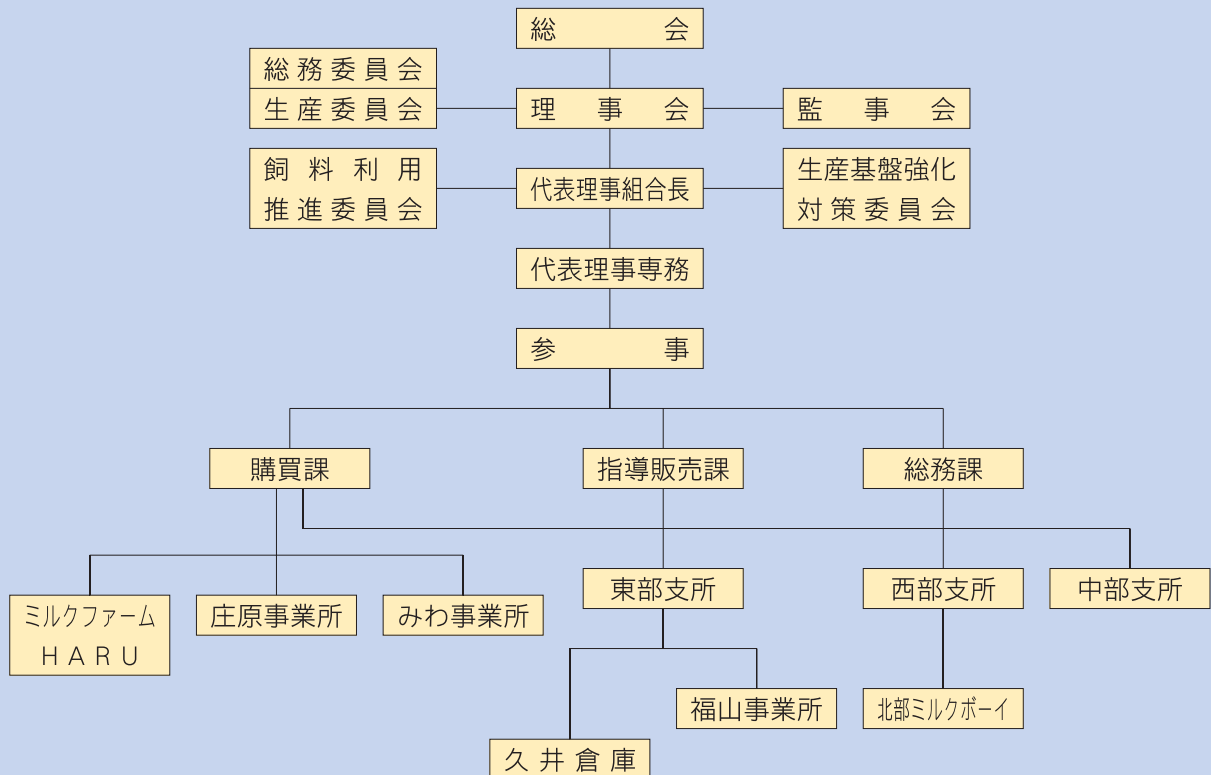 総会
総務委員会
生産委員会
理事会
監事会
飼料利用
推進委員会
代表理事組合長
生産基盤強化
対策委員会
代表理事専務
参事
購買課
指導販売課
総務課
東部支所
西部支所
中部支所
ミルクファーム
HARU
庄原事業所
みわ事業所
福山事業所
北部ミルクボーイ
久井倉庫